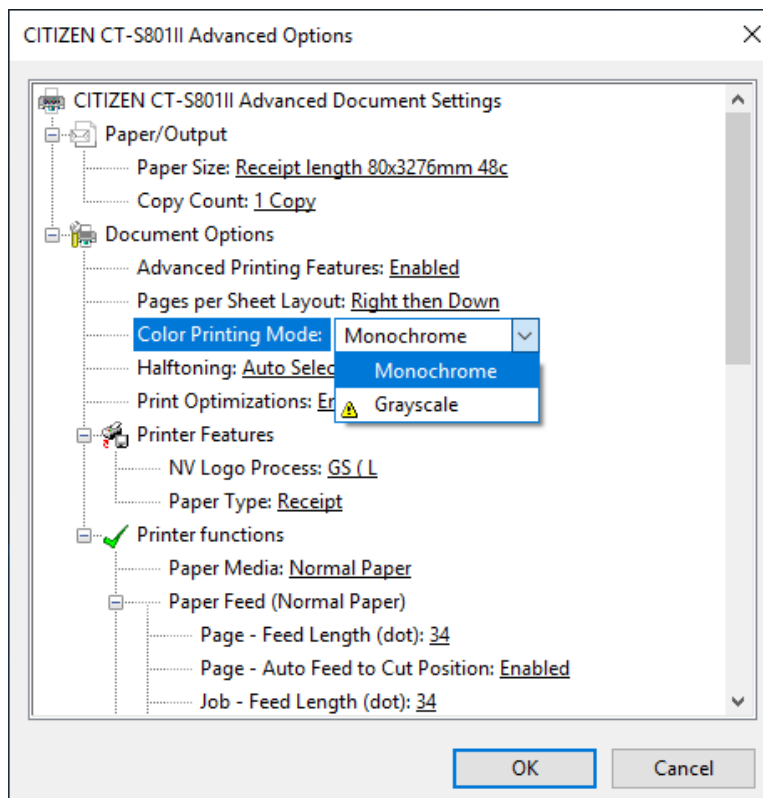 CITIZEN CT-S801II Advanced Options
CITIZEN CT-S801II Advanced Document Settings
Paper/Output
Paper Size: Receipt length 80x3276mm 48c
Copy Count: 1 Copy
Document Options
Advanced Printing Features: Enabled
Pages per Sheet Layout: Right then Down
Color Printing Mode: Monochrome
Halftoning: Auto Selec Monochrome
Print Optimizations: Er Grayscale
Printer Features
NV Logo Process: GS ( L
Paper Type: Receipt
Printer functions
Paper Media: Normal Paper
Paper Feed (Normal Paper)
Page - Feed Length (dot): 34
Page - Auto Feed to Cut Position: Enabled
Job - Feed Length (dot): 34
OK Cancel